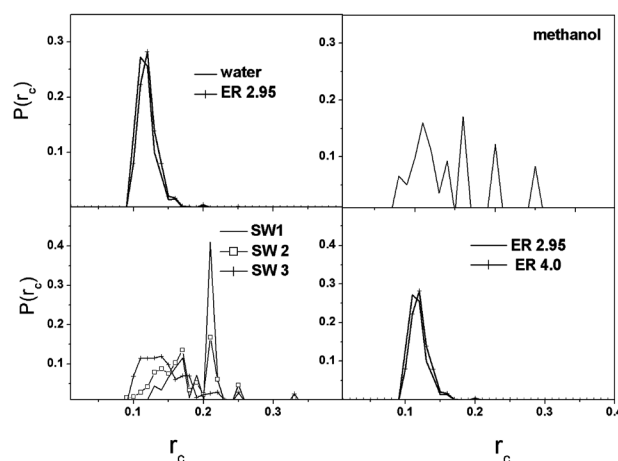 0.3
0.2
0.1
P(r_c)
water
ER 2.95
methanol
0.3
0.2
0.1
0.4
0.3
0.2
0.1
P(r_c)
SW1
SW 2
SW 3
0.3
0.2
0.1
ER 2.95
ER 4.0
0.1 0.2 0.3
0.1 0.2 0.3 0.4
r_c
r_c